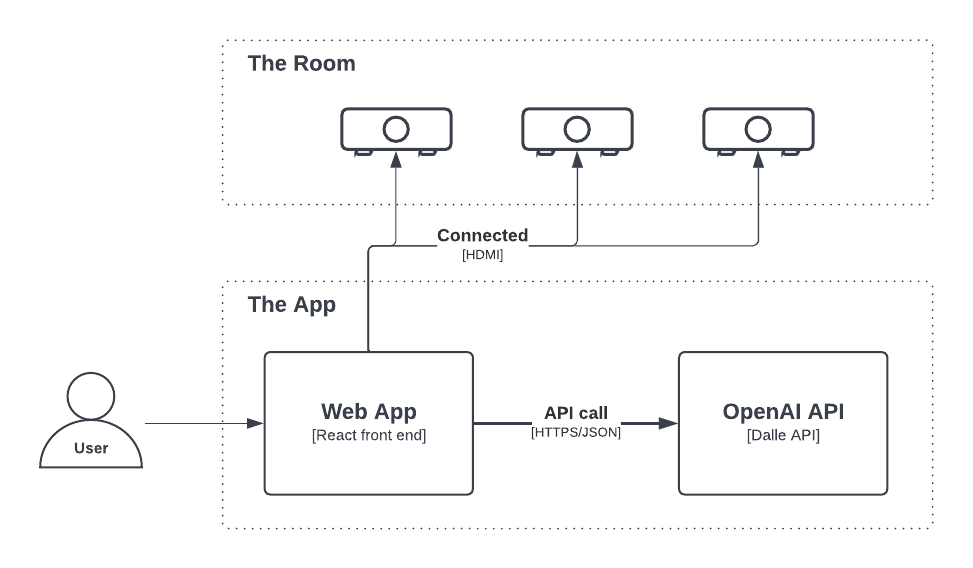 The Room
Connected
[HDMI]
The App
Web App
[React front end]
API call
[HTTPS/JSON]
OpenAI API
[Dalle API]
User